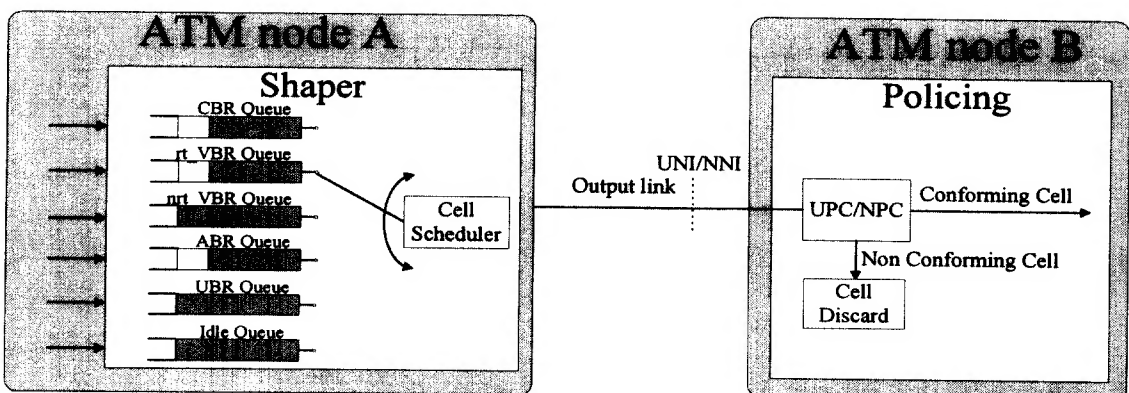 ATM node A
Shaper
CBR Queue
rt_VBR Queue
nrt_VBR Queue
ABR Queue
UBR Queue
Idle Queue
Cell
Scheduler
Output link
UNI/NNI
ATM node B
Policing
UPC/NPC
Conforming Cell
Non Conforming Cell
Cell
Discard